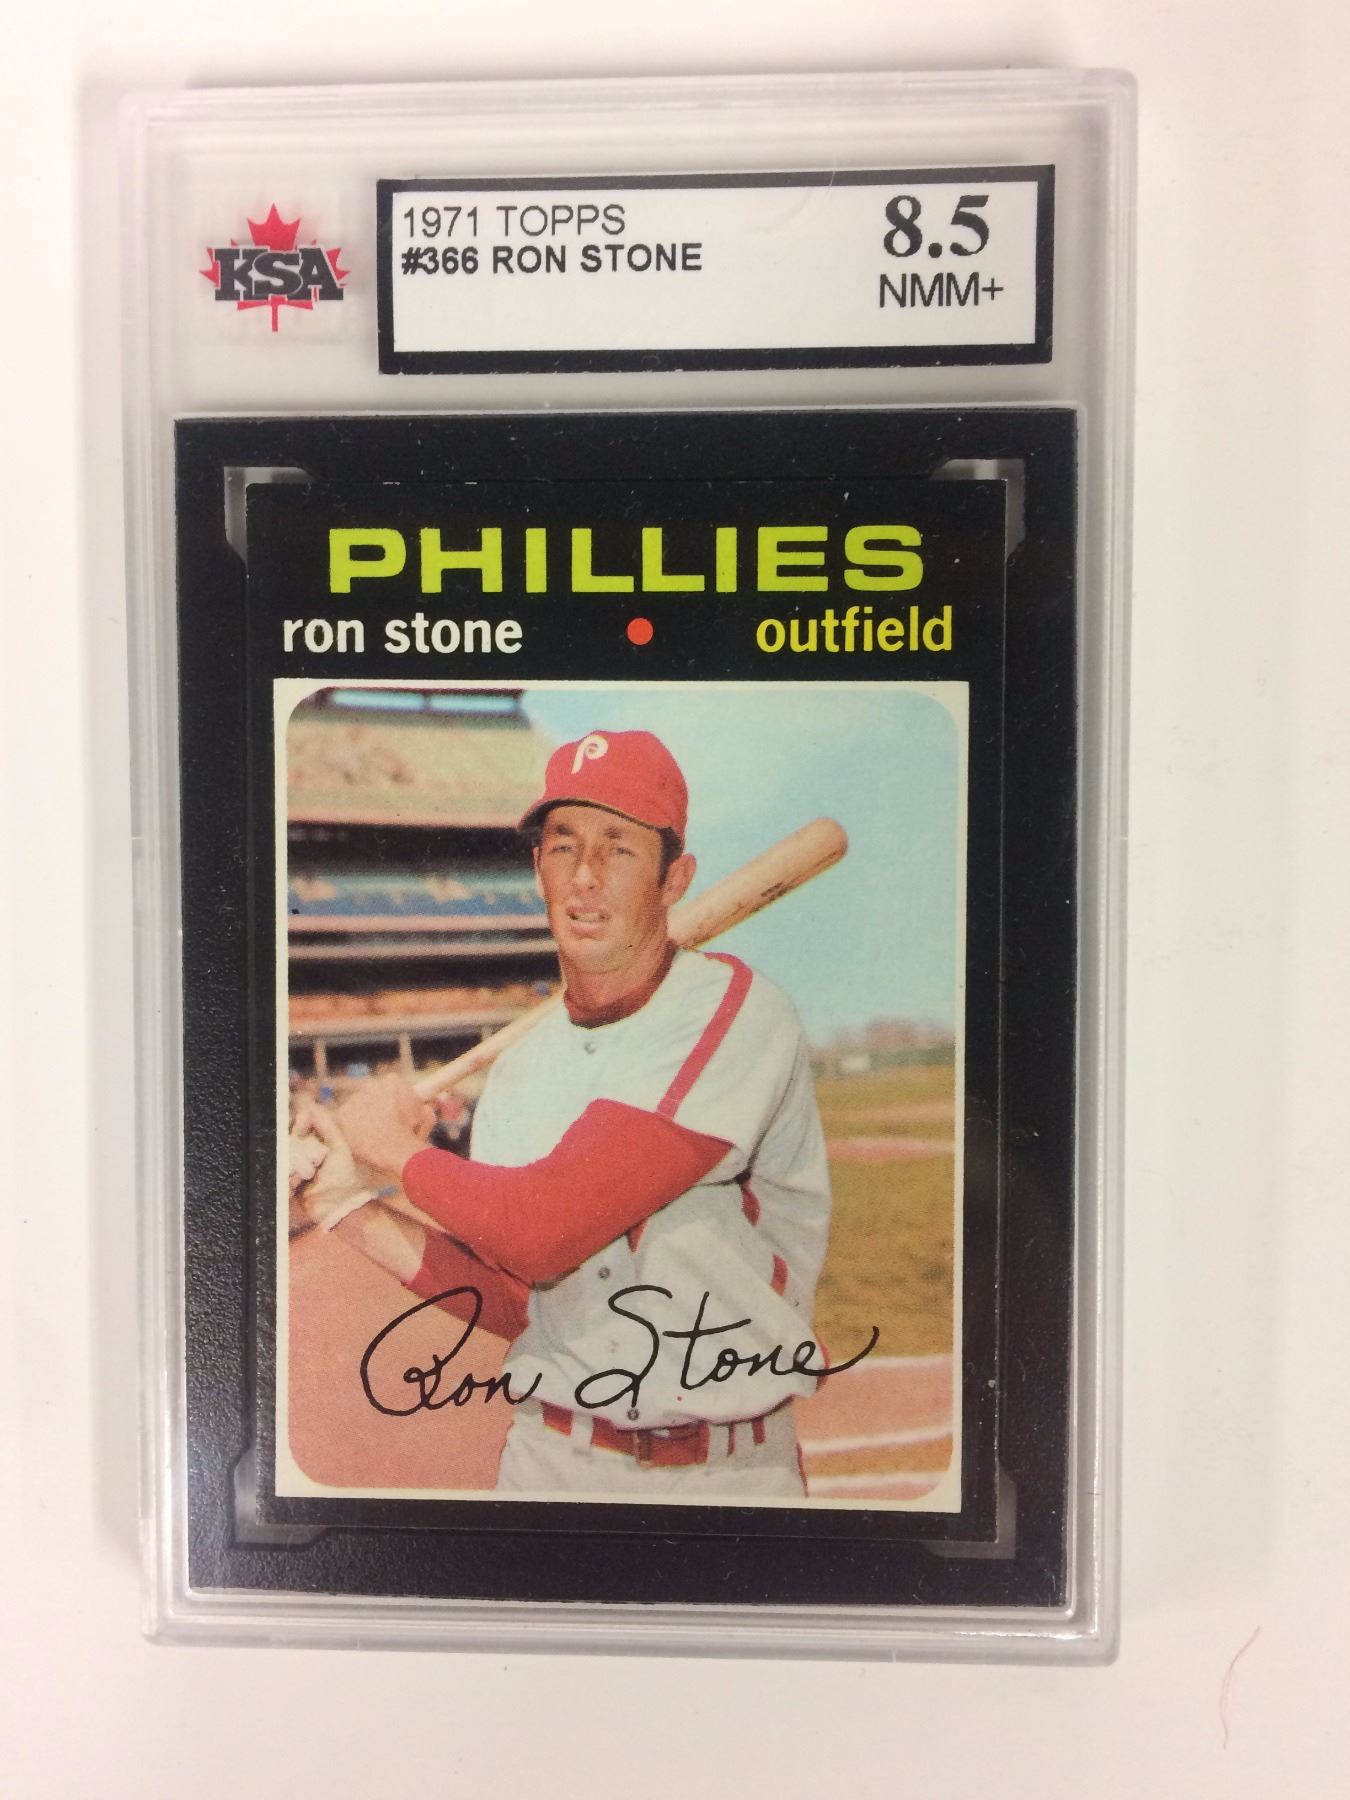 KSA
1971 TOPPS
#366 RON STONE
8.5
NMM+
PHILLIES
ron stone • outfield
P
Ron Stone